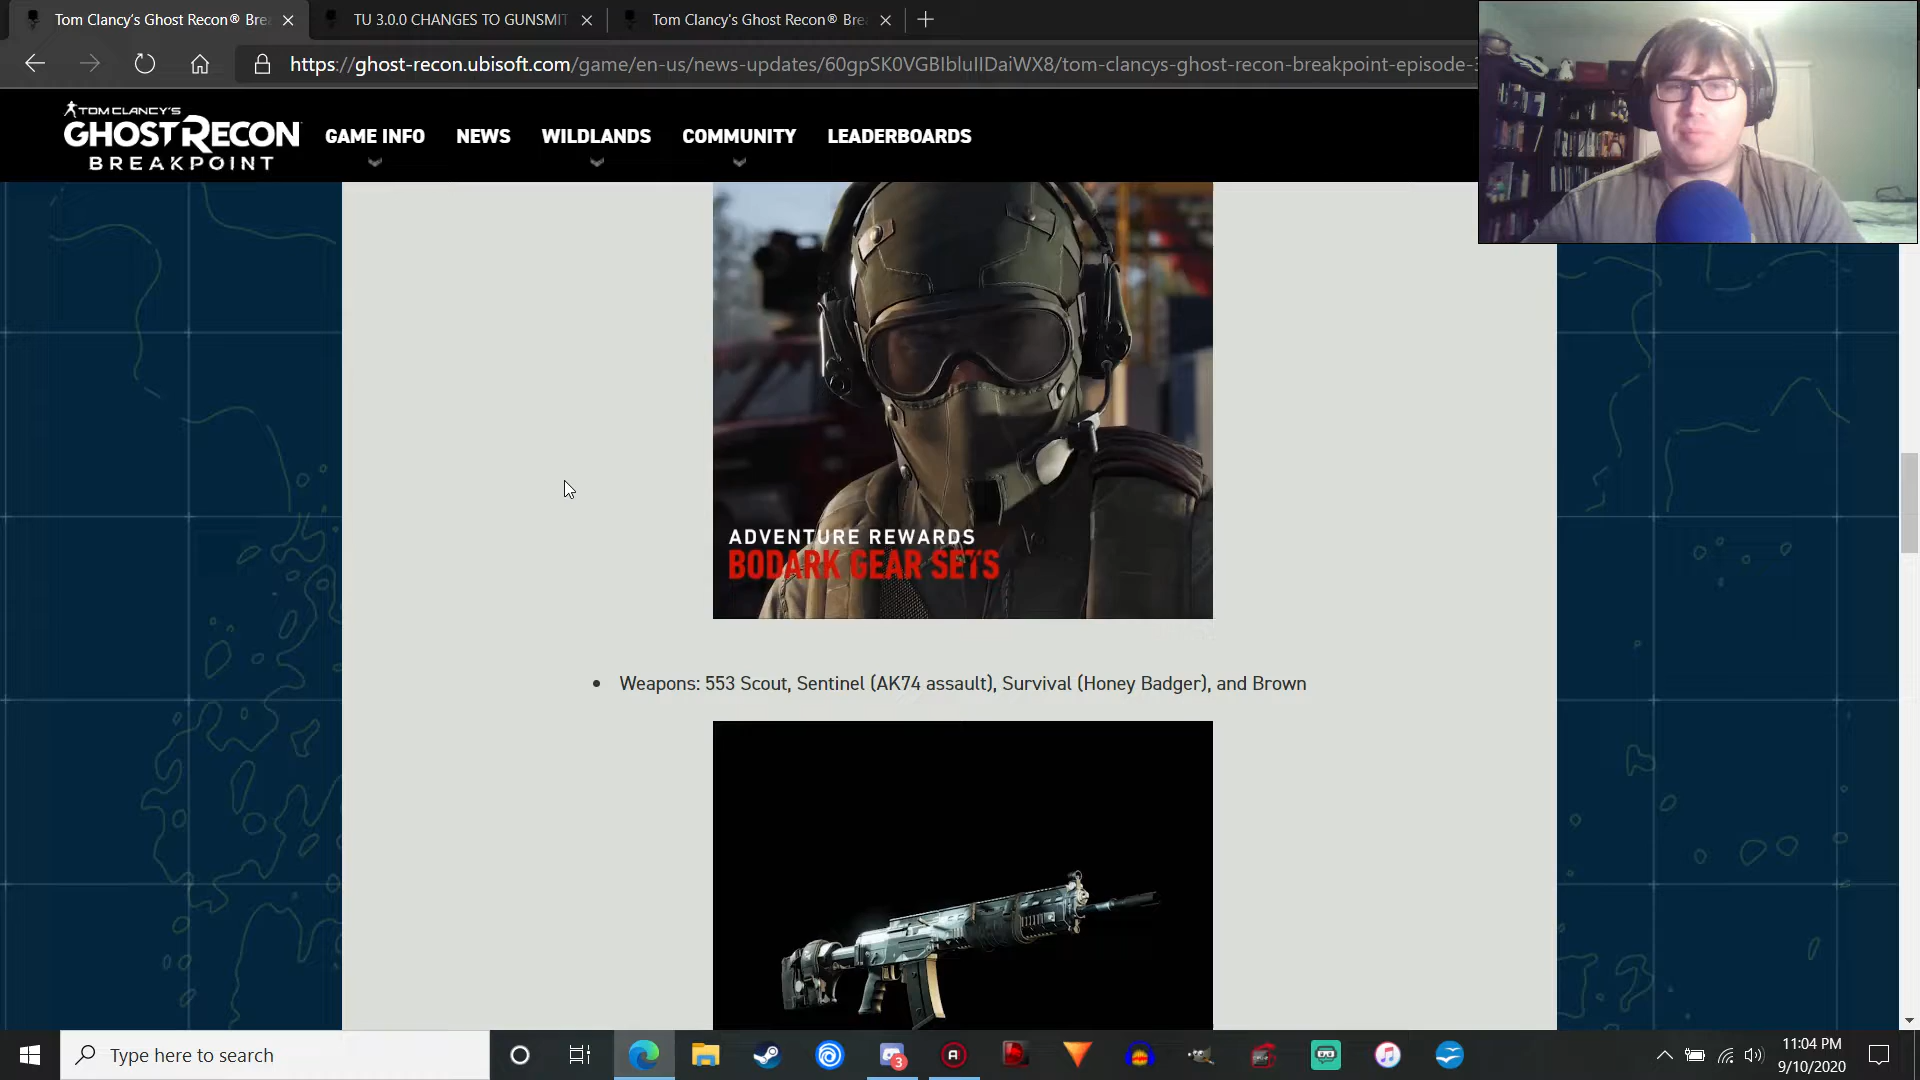 Tom Clancy's Ghost Recon® Bre
TU 3.0.0 CHANGES TO GUNSMIT
Tom Clancy's Ghost Recon® Bre
https://ghost-recon.ubisoft.com/game/en-us/news-updates/60gpSK0VGBIbluIIDaiWX8/tom-clancys-ghost-recon-breakpoint-episode-3
TOM CLANCY'S
GHOST RECON
BREAKPOINT
GAME INFO
NEWS
WILDLANDS
COMMUNITY
LEADERBOARDS
ADVENTURE REWARDS
BODARK GEAR SETS
• Weapons: 553 Scout, Sentinel (AK74 assault), Survival (Honey Badger), and Brown
Type here to search
3
11:04 PM
9/10/2020